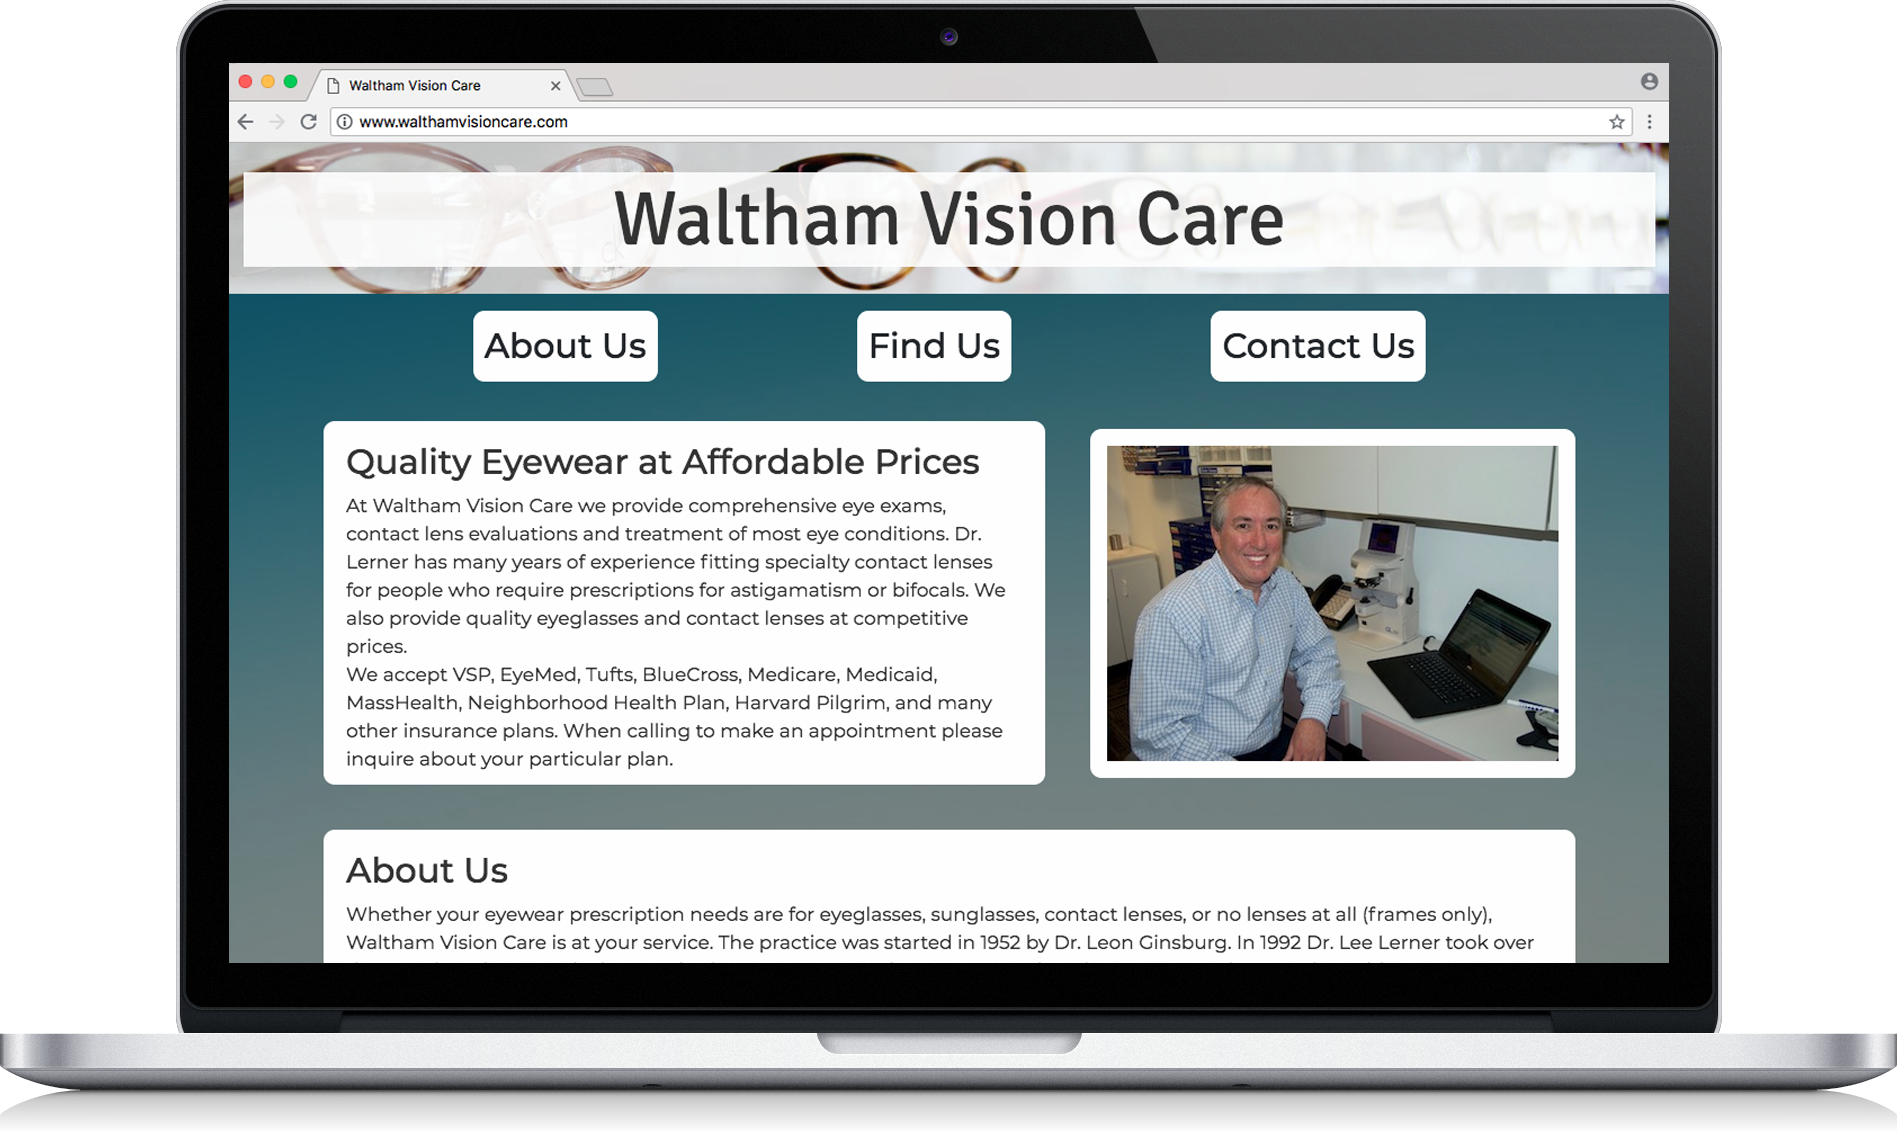 Waltham Vision Care
www.walthamvisioncare.com
Waltham Vision Care
About Us
Find Us
Contact Us
Quality Eyewear at Affordable Prices
At Waltham Vision Care we provide comprehensive eye exams,
contact lens evaluations and treatment of most eye conditions. Dr.
Lerner has many years of experience fitting specialty contact lenses
for people who require prescriptions for astigmatism or bifocals. We
also provide quality eyeglasses and contact lenses at competitive
prices.
We accept VSP, EyeMed, Tufts, BlueCross, Medicare, Medicaid,
MassHealth, Neighborhood Health Plan, Harvard Pilgrim, and many
other insurance plans. When calling to make an appointment please
inquire about your particular plan.
About Us
Whether your eyewear prescription needs are for eyeglasses, sunglasses, contact lenses, or no lenses at all (frames only),
Waltham Vision Care is at your service. The practice was started in 1952 by Dr. Leon Ginsburg. In 1992 Dr. Lee Lerner took over